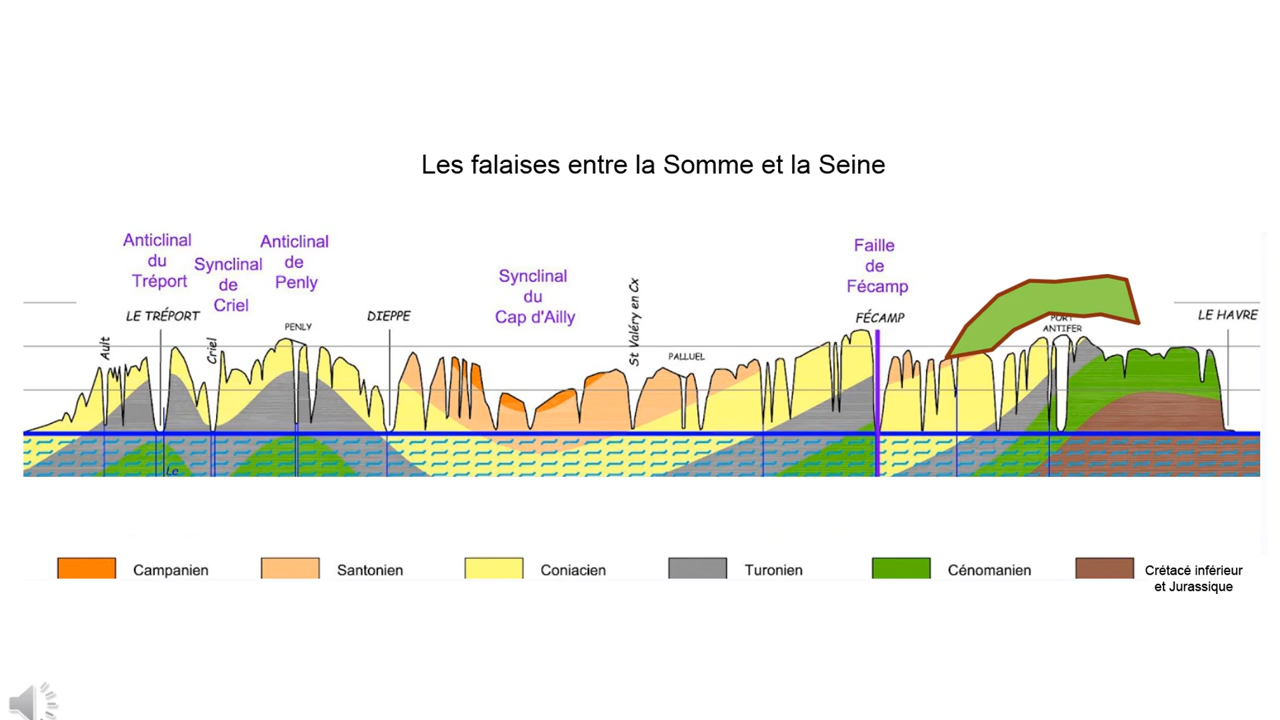 Les falaises entre la Somme et la Seine
Anticlinal
du
Tréport
Synclinal
de
Criel
Anticlinal
de
Penly
Synclinal
du
Cap d'Ailly
Faille
de
Fécamp
Ault
LE TRÉPORT
Criel
PENLY
DIEPPE
St Valéry en Cx
PALLUEL
FÉCAMP
PORT
ANTIFER
LE HAVRE
Le
Campanien
Santonien
Coniacien
Turonien
Cénomanien
Crétacé inférieur
et Jurassique